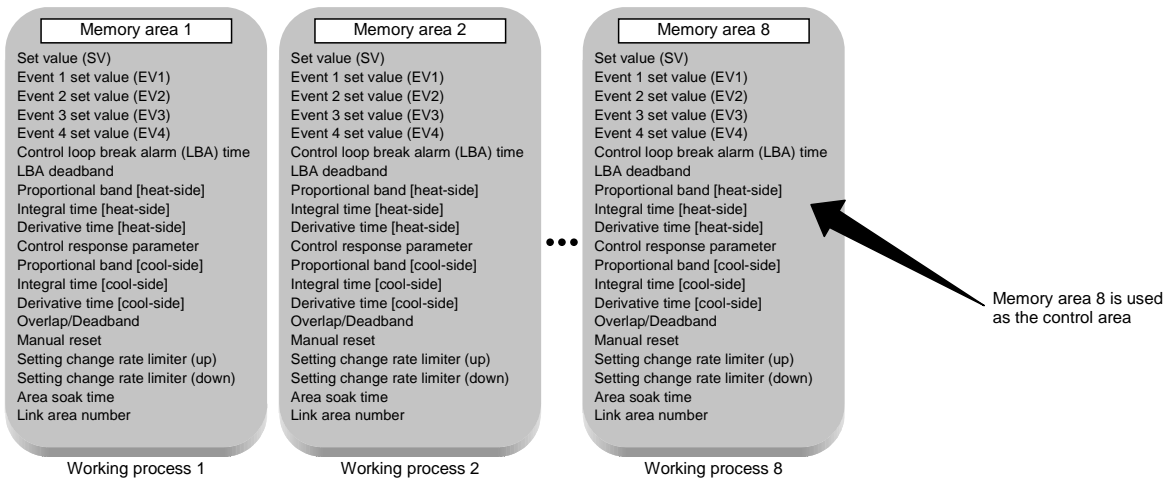 Memory area 1
Set value (SV)
Event 1 set value (EV1)
Event 2 set value (EV2)
Event 3 set value (EV3)
Event 4 set value (EV4)
Control loop break alarm (LBA) time
LBA deadband
Proportional band [heat-side]
Integral time [heat-side]
Derivative time [heat-side]
Control response parameter
Proportional band [cool-side]
Integral time [cool-side]
Derivative time [cool-side]
Overlap/Deadband
Manual reset
Setting change rate limiter (up)
Setting change rate limiter (down)
Area soak time
Link area number
Working process 1
Memory area 2
Set value (SV)
Event 1 set value (EV1)
Event 2 set value (EV2)
Event 3 set value (EV3)
Event 4 set value (EV4)
Control loop break alarm (LBA) time
LBA deadband
Proportional band [heat-side]
Integral time [heat-side]
Derivative time [heat-side]
Control response parameter
Proportional band [cool-side]
Integral time [cool-side]
Derivative time [cool-side]
Overlap/Deadband
Manual reset
Setting change rate limiter (up)
Setting change rate limiter (down)
Area soak time
Link area number
Working process 2
•••
Memory area 8
Set value (SV)
Event 1 set value (EV1)
Event 2 set value (EV2)
Event 3 set value (EV3)
Event 4 set value (EV4)
Control loop break alarm (LBA) time
LBA deadband
Proportional band [heat-side]
Integral time [heat-side]
Derivative time [heat-side]
Control response parameter
Proportional band [cool-side]
Integral time [cool-side]
Derivative time [cool-side]
Overlap/Deadband
Manual reset
Setting change rate limiter (up)
Setting change rate limiter (down)
Area soak time
Link area number
Working process 8
Memory area 8 is used
as the control area